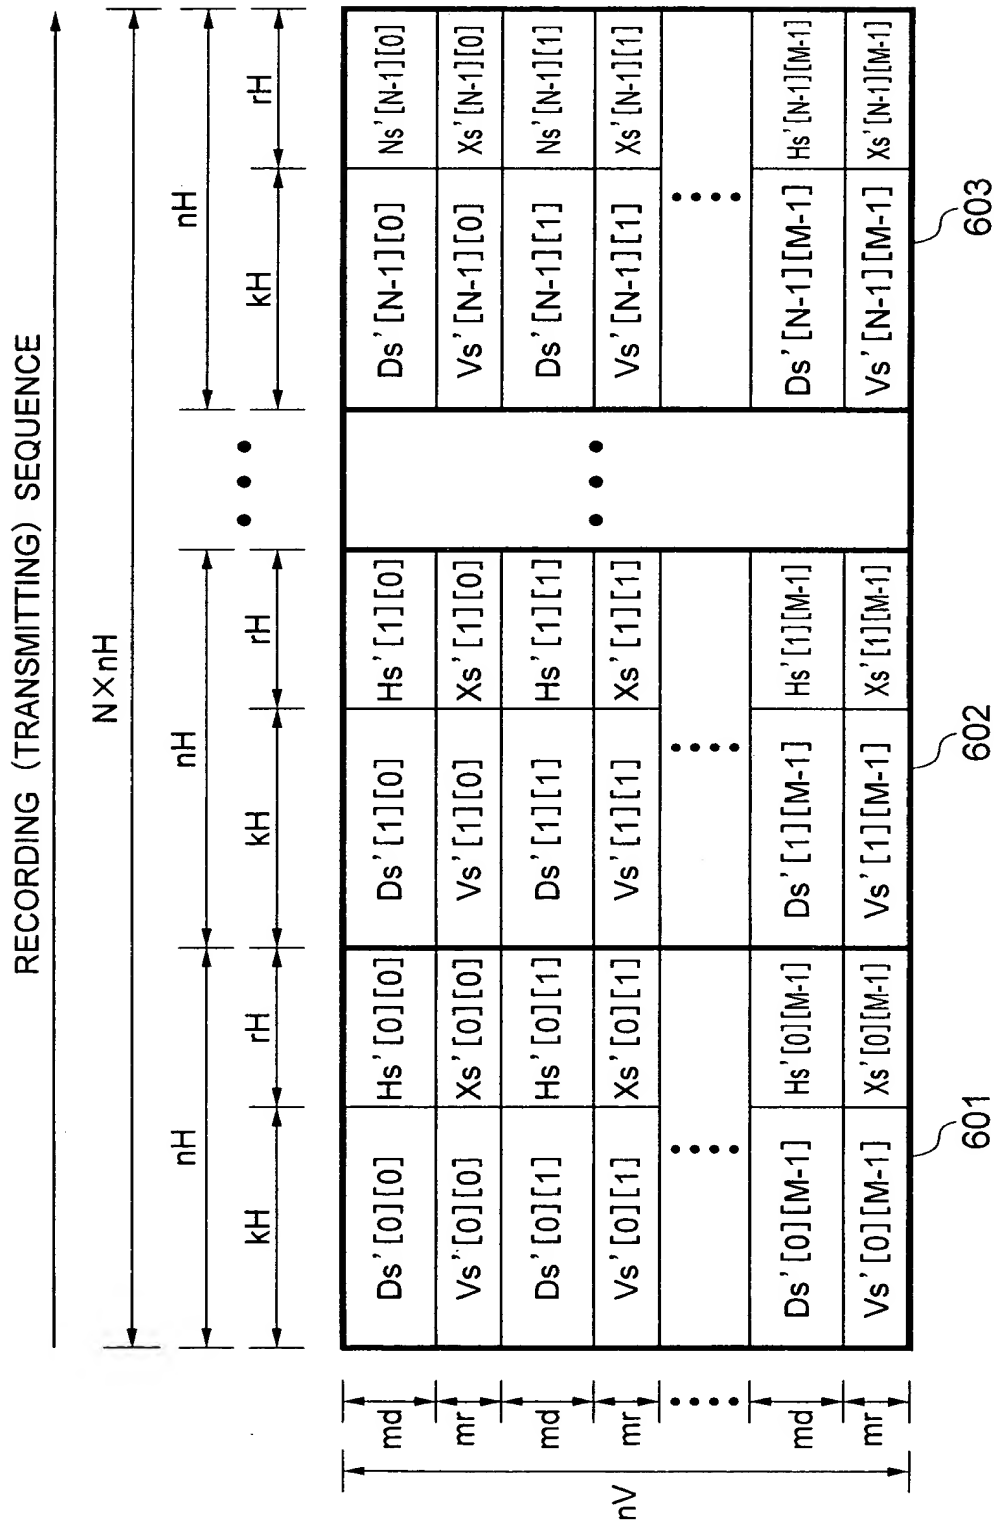 RECORDING (TRANSMITTING) SEQUENCE
N×nH
nH nH nH
kH rH kH rH kH rH
nV
md Ds'[0][0] Hs'[0][0] Ds'[1][0] Hs'[1][0] Ds'[N-1][0] Ns'[N-1][0]
mr Vs'[0][0] Xs'[0][0] Vs'[1][0] Xs'[1][0] Vs'[N-1][0] Xs'[N-1][0]
md Ds'[0][1] Hs'[0][1] Ds'[1][1] Hs'[1][1] Ds'[N-1][1] Ns'[N-1][1]
mr Vs'[0][1] Xs'[0][1] Vs'[1][1] Xs'[1][1] Vs'[N-1][1] Xs'[N-1][1]
md Ds'[0][M-1] Hs'[0][M-1] Ds'[1][M-1] Hs'[1][M-1] Ds'[N-1][M-1] Hs'[N-1][M-1]
mr Vs'[0][M-1] Xs'[0][M-1] Vs'[1][M-1] Xs'[1][M-1] Vs'[N-1][M-1] Xs'[N-1][M-1]
601 602 603